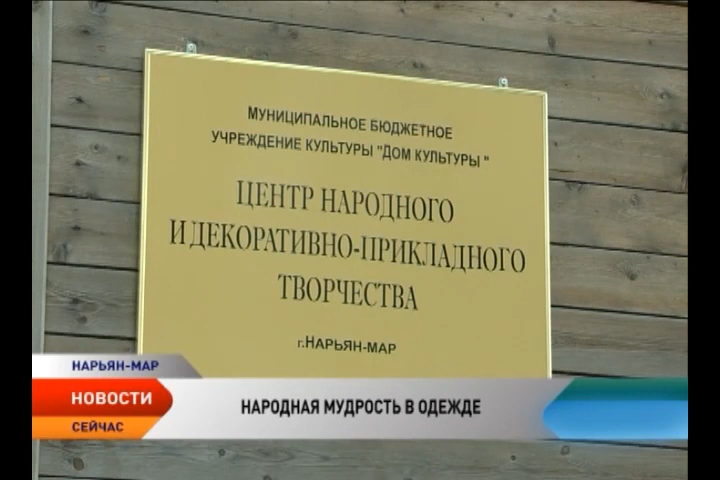 МУНИЦИПАЛЬНОЕ БЮДЖЕТНОЕ
УЧРЕЖДЕНИЕ КУЛЬТУРЫ "ДОМ КУЛЬТУРЫ "
ЦЕНТР НАРОДНОГО
И ДЕКОРАТИВНО-ПРИКЛАДНОГО
ТВОРЧЕСТВА
г.НАРЬЯН-МАР
НАРЬЯН-МАР
НОВОСТИ
СЕЙЧАС
НАРОДНАЯ МУДРОСТЬ В ОДЕЖДЕ